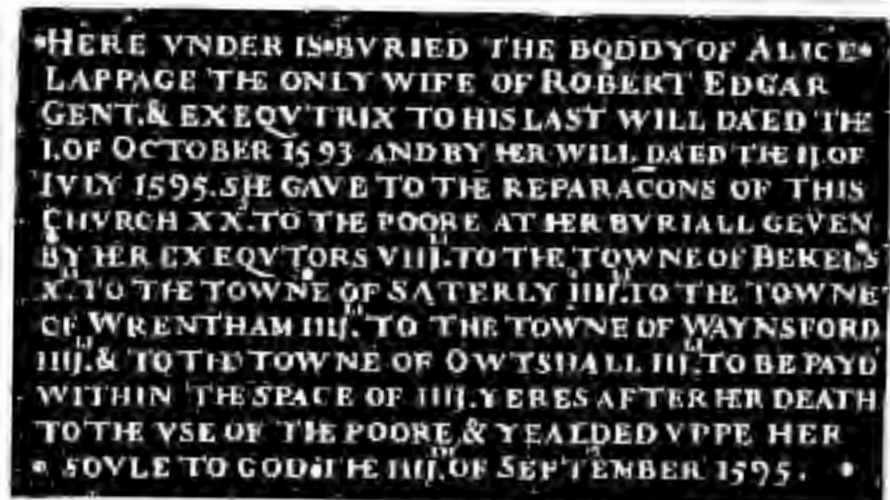 HERE VNDER IS BVRIED THE BODDY OF ALICE
LAPPAGE THE ONLY WIFE OF ROBERT EDGAR
GENT. & EXEQVTRIX TO HIS LAST WILL DATED THE
I. OF OCTOBER 1593 AND BY HER WILL DATED THE IJ. OF
IVLY 1595. SHE GAVE TO THE REPARACONS OF THIS
CHVRCH XX. TO THE POORE AT HER BVRIALL GEVEN
BY HER EXEQVTORS VIIJ. TO THE TOWNE OF BEKELS
X. TO THE TOWNE OF SATERLY IIIJ. TO THE TOWNE
OF WRENTHAM IIIJ. TO THE TOWNE OF WAYNSFORD
IIIJ. & TO THE TOWNE OF OWTSHALL IIJ. TO BE PAYD
WITHIN THE SPACE OF IIIJ. YERES AFTER HER DEATH
TO THE VSE OF THE POORE, & YEALDED VPPE HER
SOVLE TO GOD THE IIIJ. OF SEPTEMBER 1595.